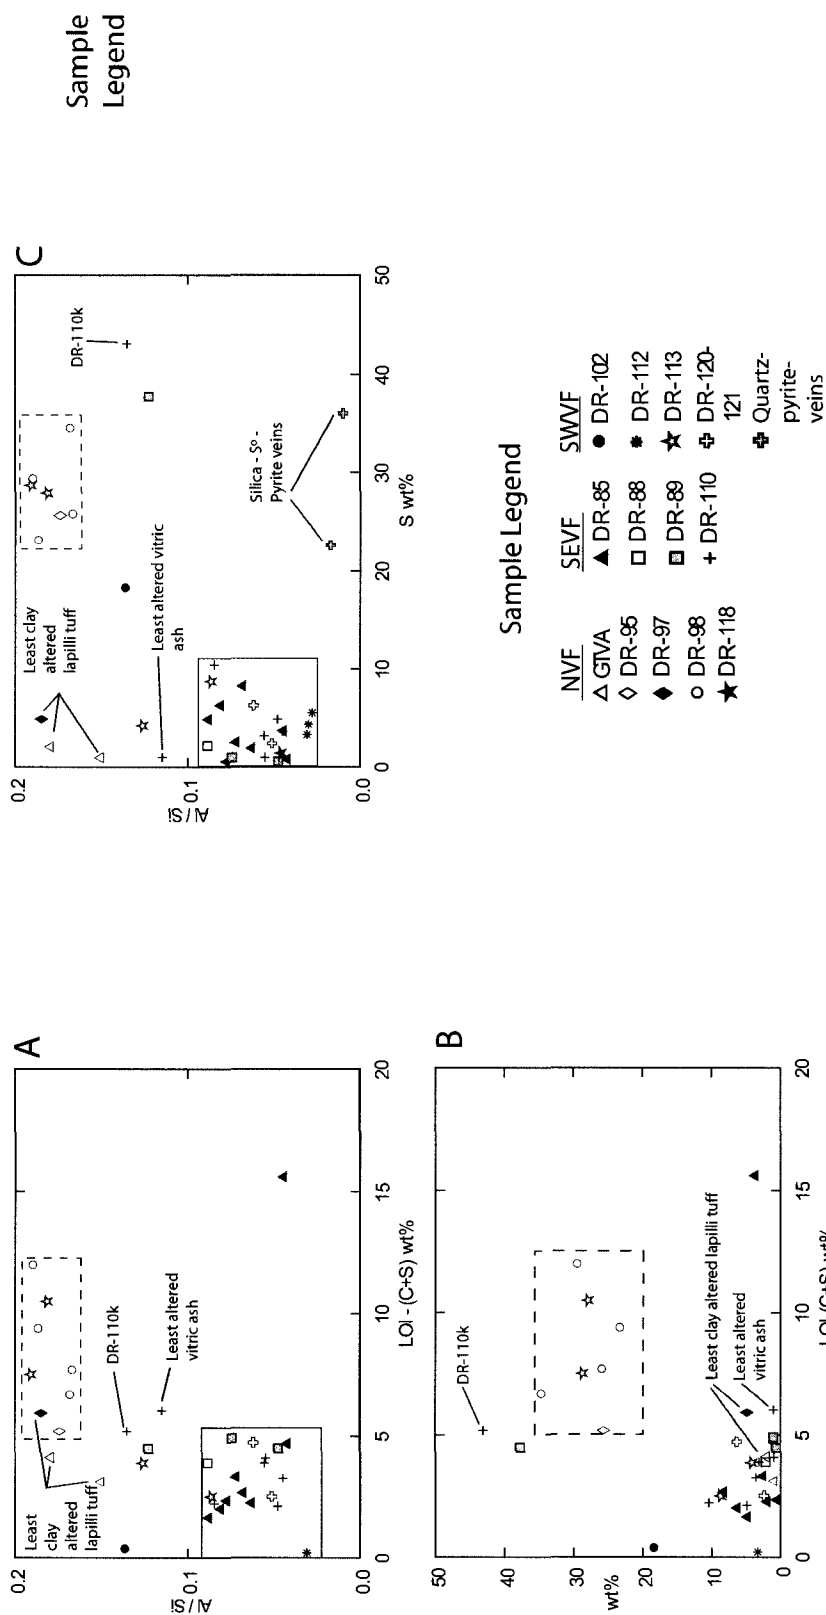 A
0.2
0.1
0.0
Al / Si
0
5
10
15
20
LOI - (C+S) wt%
Least
clay
altered
lapilli tuff
DR-110k
Least altered
vitric ash
B
50
40
30
20
10
0
wt%
0
5
10
15
20
DR-110k
Least clay altered lapilli tuff
Least altered
vitric ash
C
0.2
0.1
0.0
Al / Si
0
10
20
30
40
50
S wt%
Least clay
altered
lapilli tuff
Least altered vitric
ash
DR-110k
Silica - Sº -
Pyrite veins
Sample
Legend
Sample Legend
NVF
GTVA
DR-95
DR-97
DR-98
DR-118
SEVF
DR-85
DR-88
DR-89
DR-110
SWVF
DR-102
DR-112
DR-113
DR-120-
121
Quartz-
pyrite-
veins